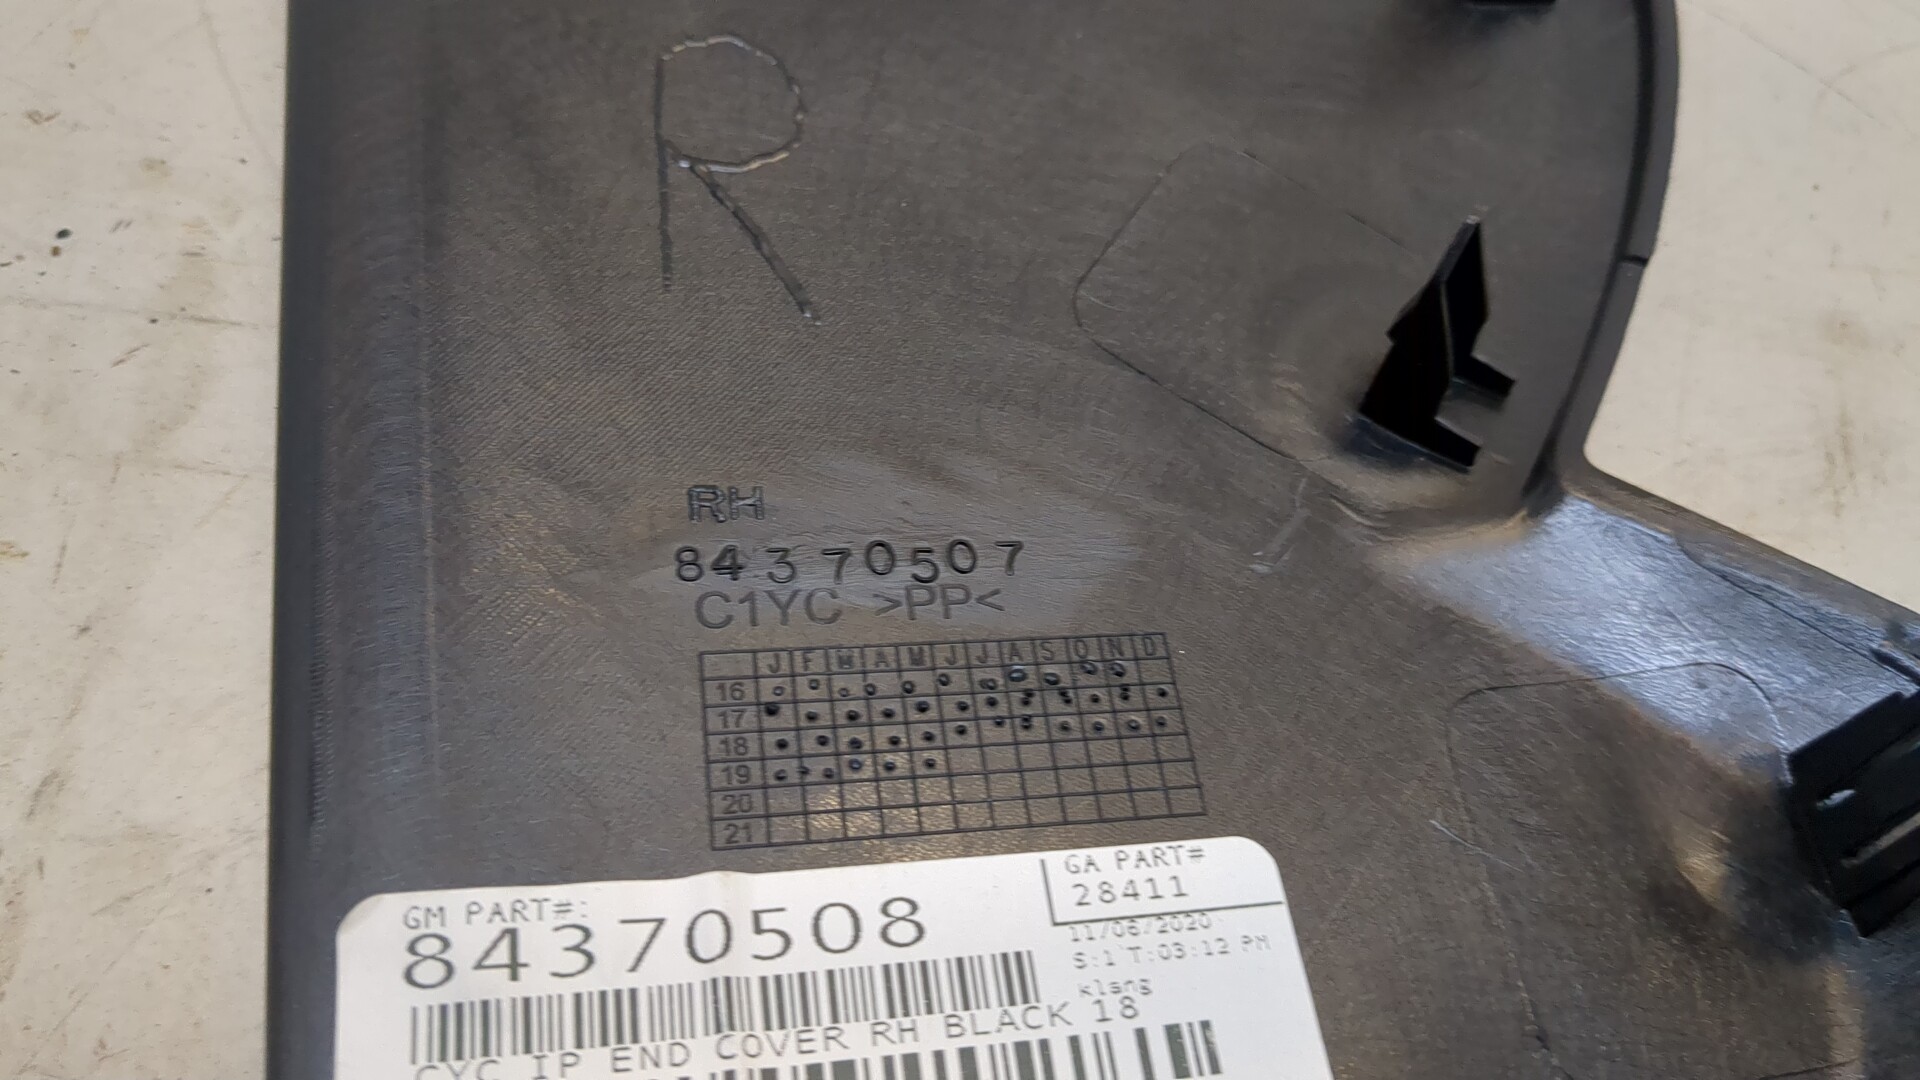 R
RH
84370507
C1YC >PP<
J F M A M J J A S O N D
16
17
18
19
20
21
GM PART#:
84370508
GA PART#
28411
11/06/2020
S:1 T:03:12 PM
klang
CYC IP END COVER RH BLACK 18